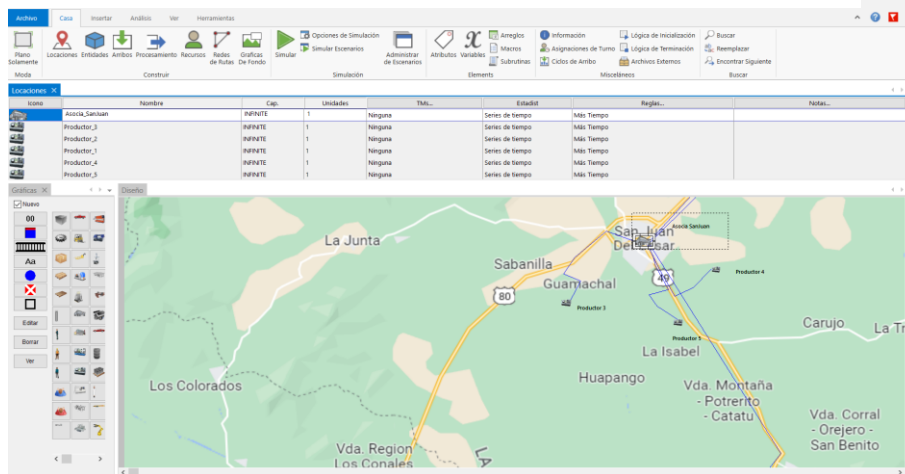 Archivo Casa Insertar Análisis Ver Herramientas
Plano Solamente
Moda
Locaciones Entidades Arribos Procesamiento Recursos Redes de Rutas Graficas De Fondo
Construir
Simular
Opciones de Simulación
Simular Escenarios
Administrar de Escenarios
Simulación
Atributos Variables
Arreglos
Macros
Subrutinas
Elements
Información
Asignaciones de Turno
Ciclos de Arribo
Lógica de Inicialización
Lógica de Terminación
Archivos Externos
Misceláneos
Buscar
Reemplazar
Encontrar Siguiente
Buscar
Locaciones
Icono Nombre Cap. Unidades TMs... Estadist Reglas... Notas...
Asocia_SanJuan INFINITE 1 Ninguna Series de tiempo Más Tiempo
Productor_3 INFINITE 1 Ninguna Series de tiempo Más Tiempo
Productor_2 INFINITE 1 Ninguna Series de tiempo Más Tiempo
Productor_1 INFINITE 1 Ninguna Series de tiempo Más Tiempo
Productor_4 INFINITE 1 Ninguna Series de tiempo Más Tiempo
Productor_5 INFINITE 1 Ninguna Series de tiempo Más Tiempo
Gráficas
Diseño
Nuevo
00
Aa
Editar
Borrar
Ver
Asocia SanJuan
San Juan
Del Cesar
La Junta
Sabanilla
49
Productor 4
Guamachal
80
Productor 3
Carujo
La Tr
Productor 5
La Isabel
Huapango
Los Colorados
Vda. Montaña
- Potrerito
- Catatu
Vda. Corral
- Orejero -
San Benito
Vda. Region
Los Conales
LA